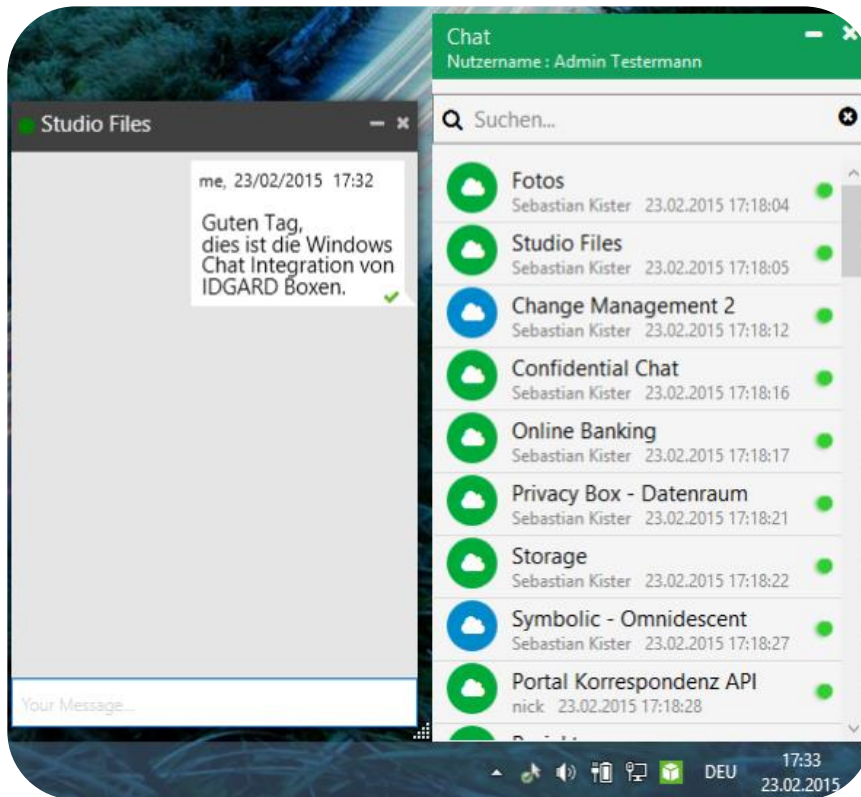 Studio Files
me, 23/02/2015 17:32
Guten Tag,
dies ist die Windows
Chat Integration von
IDGARD Boxen.
Your Message...
Chat
Nutzername : Admin Testermann
Suchen...
Fotos
Sebastian Kister 23.02.2015 17:18:04
Studio Files
Sebastian Kister 23.02.2015 17:18:05
Change Management 2
Sebastian Kister 23.02.2015 17:18:12
Confidential Chat
Sebastian Kister 23.02.2015 17:18:16
Online Banking
Sebastian Kister 23.02.2015 17:18:17
Privacy Box - Datenraum
Sebastian Kister 23.02.2015 17:18:21
Storage
Sebastian Kister 23.02.2015 17:18:22
Symbolic - Omnidescent
Sebastian Kister 23.02.2015 17:18:27
Portal Korrespondenz API
nick 23.02.2015 17:18:28
DEU
17:33
23.02.2015